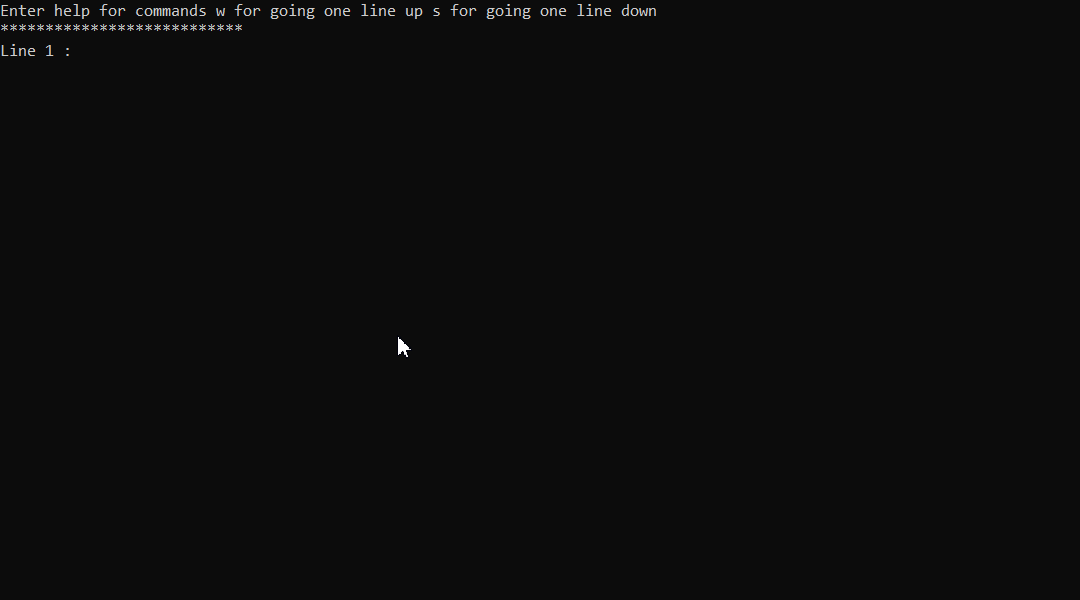 Enter help for commands w for going one line up s for going one line down
***************************
Line 1 :